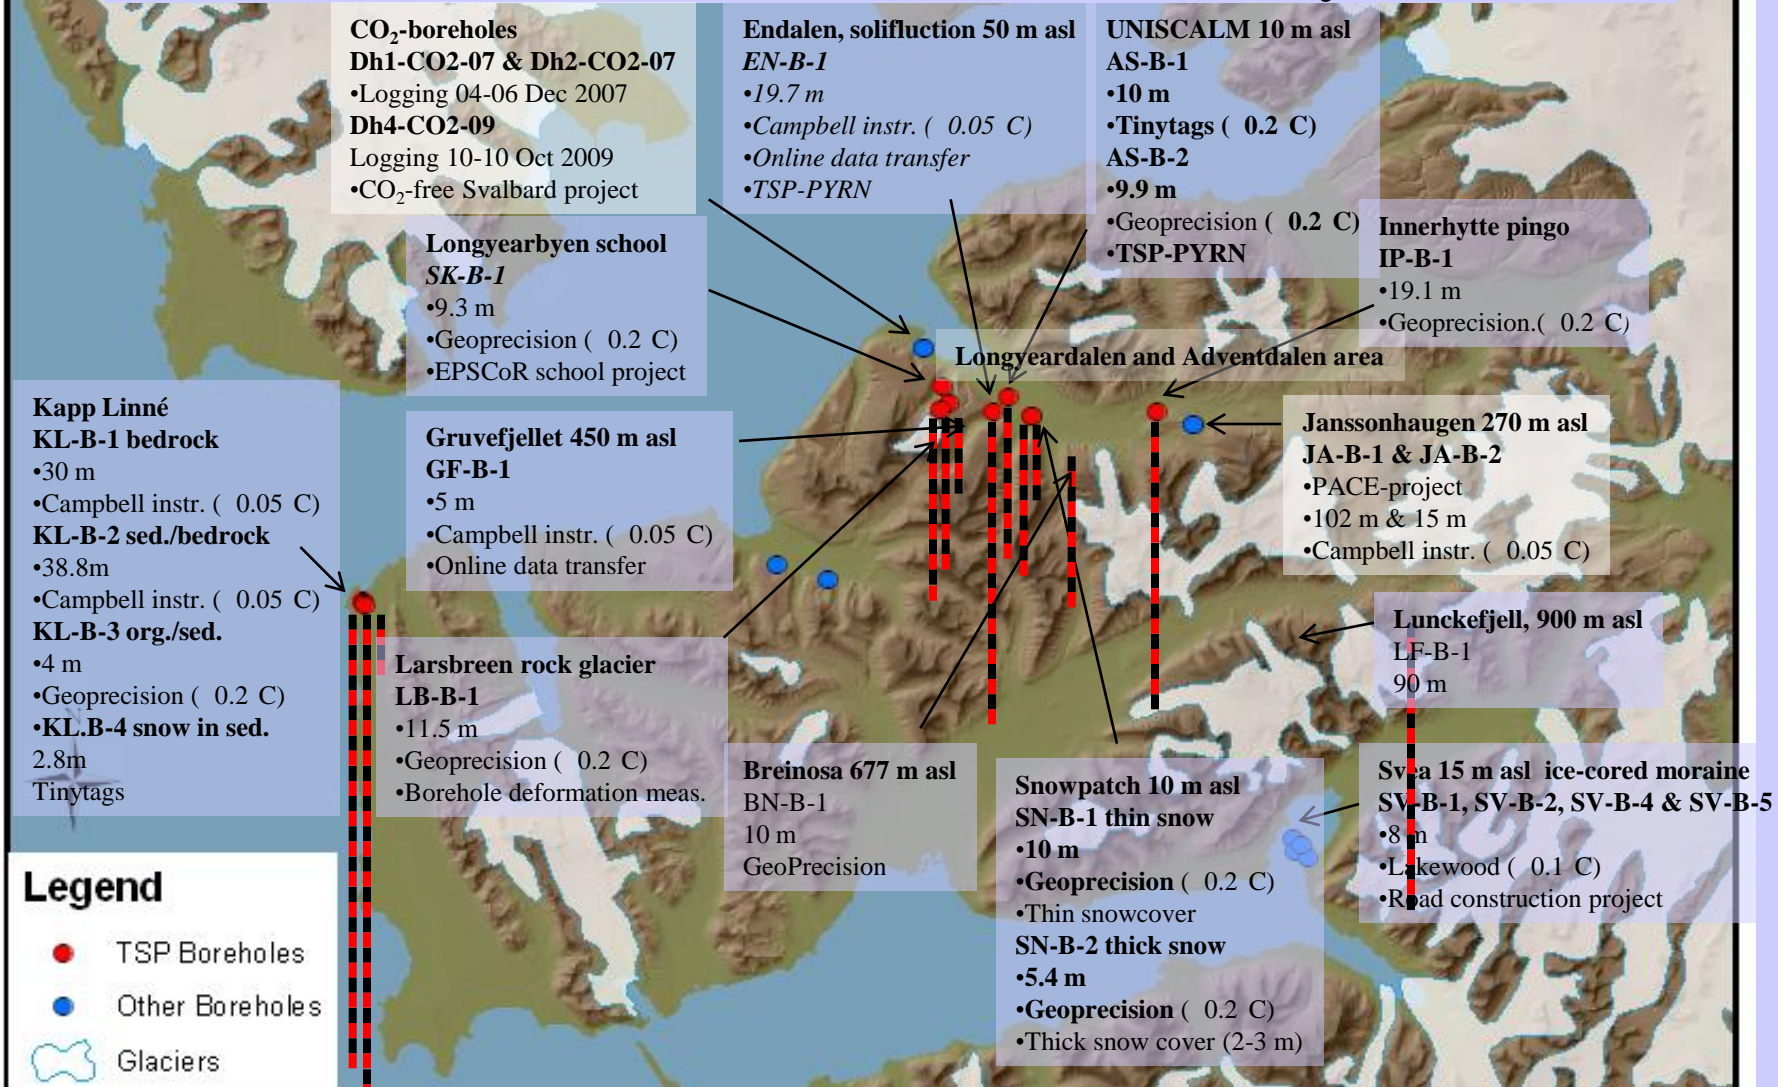 CO₂-boreholes
Dh1-CO2-07 & Dh2-CO2-07
•Logging 04-06 Dec 2007
Dh4-CO2-09
Logging 10-10 Oct 2009
•CO₂-free Svalbard project
Endalen, solifluction 50 m asl
EN-B-1
•19.7 m
•Campbell instr. ( 0.05 C)
•Online data transfer
•TSP-PYRN
UNISCALM 10 m asl
AS-B-1
•10 m
•Tinytags ( 0.2 C)
AS-B-2
•9.9 m
•Geoprecision ( 0.2 C)
•TSP-PYRN
Innerhytte pingo
IP-B-1
•19.1 m
•Geoprecision.( 0.2 C)
Longyearbyen school
SK-B-1
•9.3 m
•Geoprecision ( 0.2 C)
•EPSCoR school project
Longyeardalen and Adventdalen area
Kapp Linné
KL-B-1 bedrock
•30 m
•Campbell instr. ( 0.05 C)
KL-B-2 sed./bedrock
•38.8m
•Campbell instr. ( 0.05 C)
KL-B-3 org./sed.
•4 m
•Geoprecision ( 0.2 C)
•KL.B-4 snow in sed.
2.8m
Tinytags
Gruvefjellet 450 m asl
GF-B-1
•5 m
•Campbell instr. ( 0.05 C)
•Online data transfer
Janssonhaugen 270 m asl
JA-B-1 & JA-B-2
•PACE-project
•102 m & 15 m
•Campbell instr. ( 0.05 C)
Larsbreen rock glacier
LB-B-1
•11.5 m
•Geoprecision ( 0.2 C)
•Borehole deformation meas.
Lunckefjell, 900 m asl
LF-B-1
90 m
Breinosa 677 m asl
BN-B-1
10 m
GeoPrecision
Snowpatch 10 m asl
SN-B-1 thin snow
•10 m
•Geoprecision ( 0.2 C)
•Thin snowcover
SN-B-2 thick snow
•5.4 m
•Geoprecision ( 0.2 C)
•Thick snow cover (2-3 m)
Svea 15 m asl ice-cored moraine
SV-B-1, SV-B-2, SV-B-4 & SV-B-5
•8 m
•Lakewood ( 0.1 C)
•Road construction project
Legend
TSP Boreholes
Other Boreholes
Glaciers